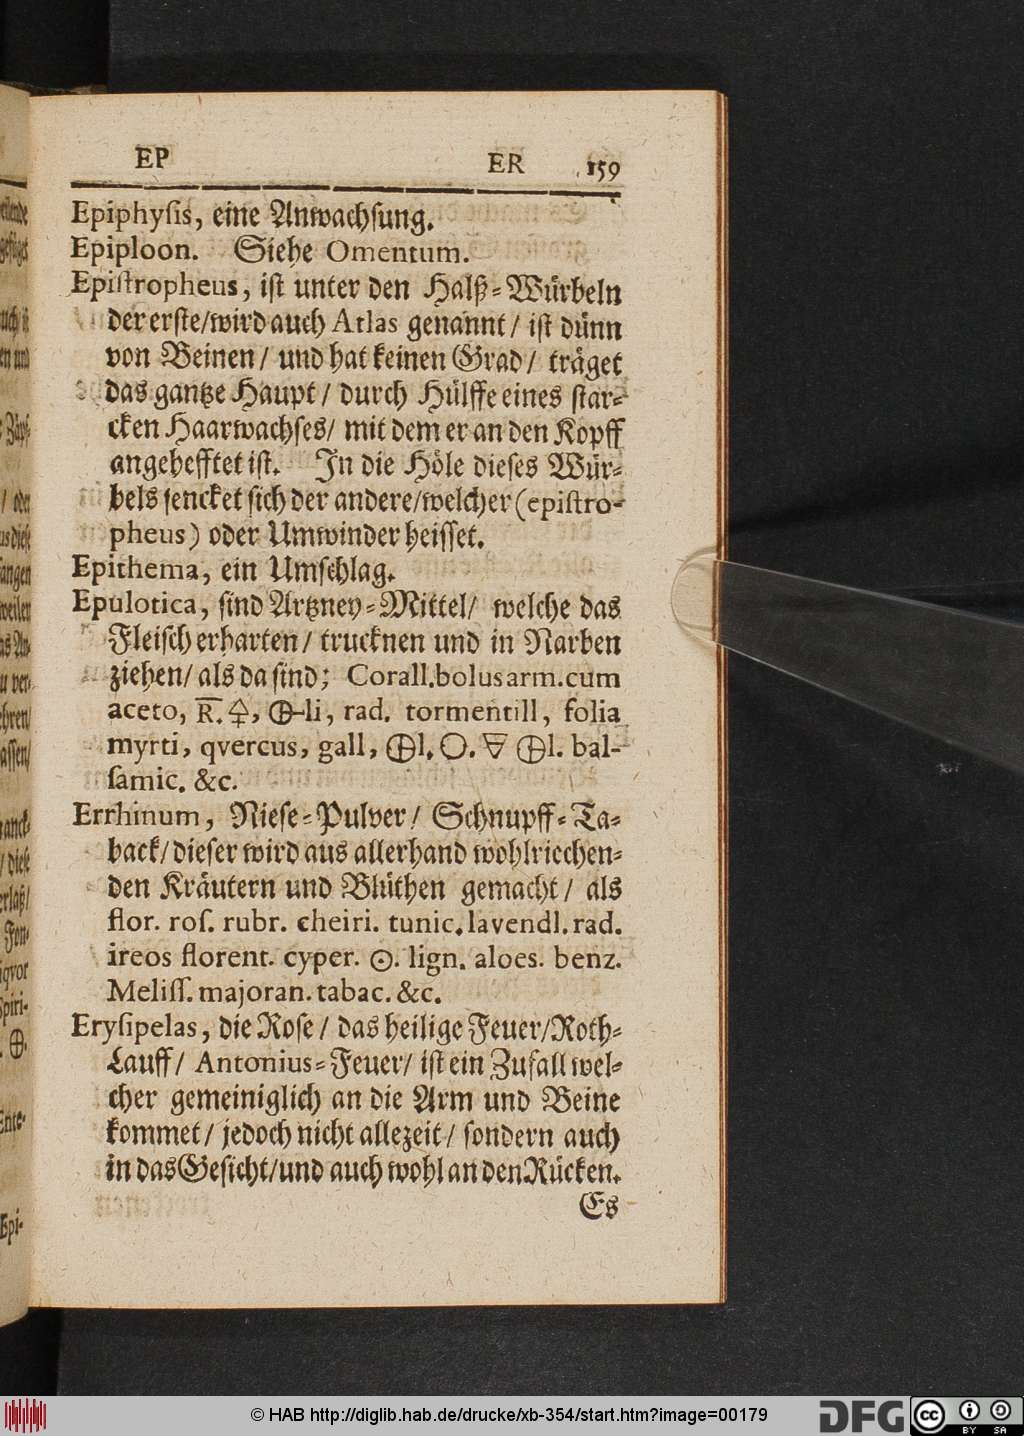 EP ER 159
Epiphyſis, eine Anwachſung.
Epiploon. Siehe Omentum.
Epiſtropheus, iſt unter den Halß-Würbeln
der erſte/wird auch Atlas genannt/ iſt dünn
von Beinen/ und hat keinen Grad/ träget
das gantze Haupt/ durch Hülffe eines ſtar-
cken Haarwachſes/ mit dem er an den Kopff
angehefftet iſt. In die Höle dieſes Wür-
bels ſencket ſich der andere/welcher (epiſtro-
pheus) oder Umwinder heiſſet.
Epithema, ein Umſchlag.
Epulotica, ſind Artzney-Mittel/ welche das
Fleiſch erharten/ trucknen und in Narben
ziehen/ als da ſind; Corall. bolus arm. cum
aceto, R. 🜍, 🜨-li, rad. tormentill, folia
myrti, qvercus, gall, 🜨l. ○. 🜃 🜨l. bal-
ſamic. &c.
Errhinum, Nieſe-Pulver/ Schnupff-Ta-
back/ dieſer wird aus allerhand wohlriechen-
den Kräutern und Blüthen gemacht/ als
flor. roſ. rubr. cheiri. tunic. lavendl. rad.
ireos florent. cyper. ☉. lign. aloes. benz.
Meliſſ. majoran. tabac. &c.
Eryſipelas, die Roſe/ das heilige Feuer/Roth-
Lauff/ Antonius-Feuer/ iſt ein Zufall wel-
cher gemeiniglich an die Arm und Beine
kommet/ jedoch nicht allezeit/ ſondern auch
in das Geſicht/und auch wohl an den Rücken.
Es
© HAB http://diglib.hab.de/drucke/xb-354/start.htm?image=00179
DFG cc BY SA